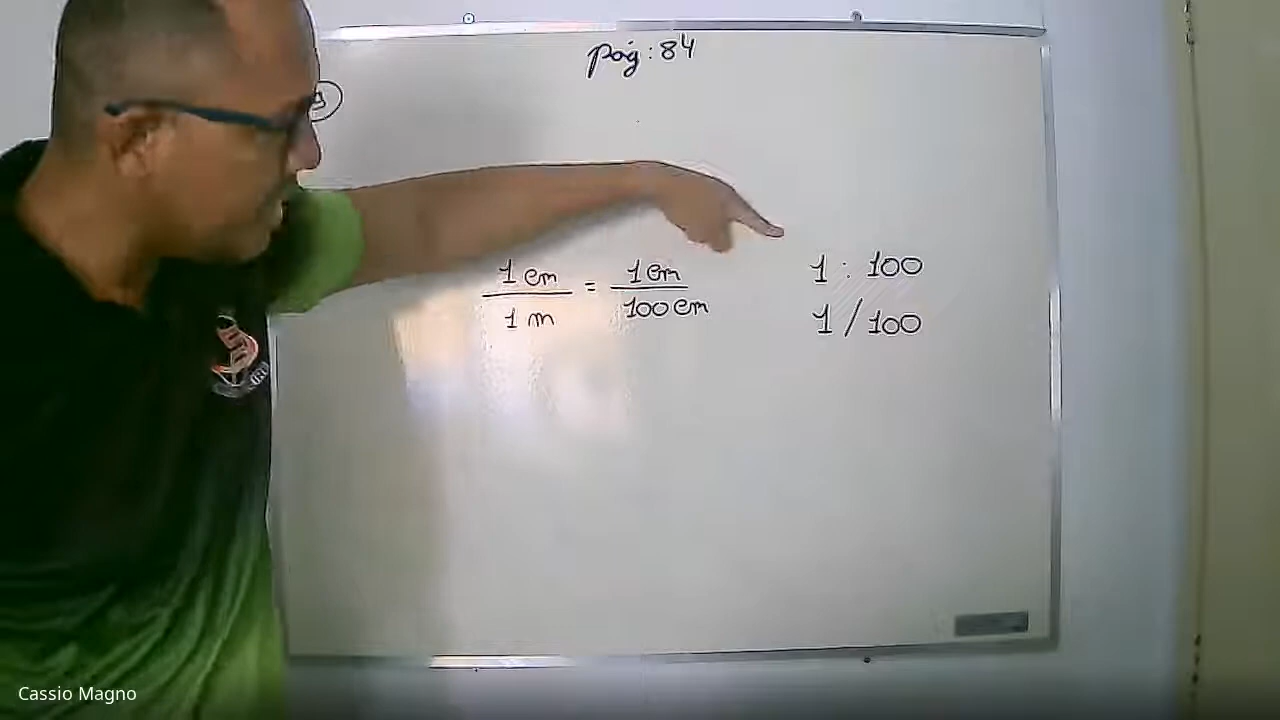 pág: 84
1 cm = 1 cm
1 m 100 cm
1 : 100
1 / 100
Cassio Magno